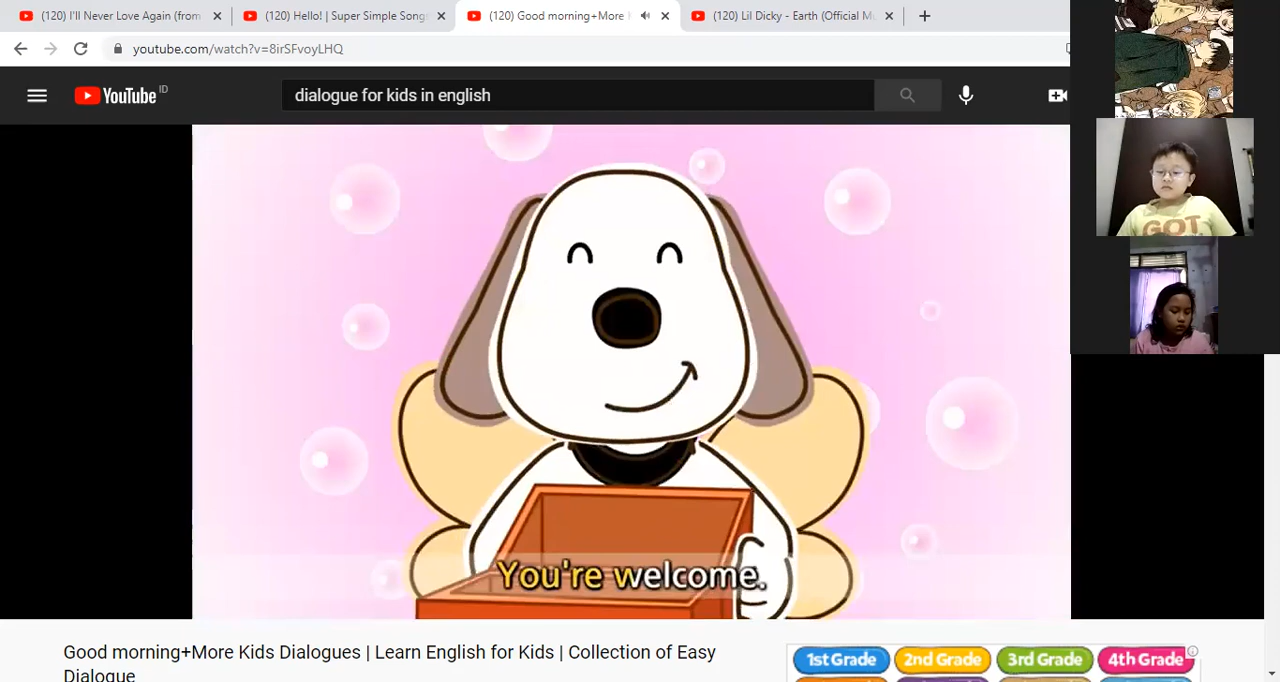 (120) I'll Never Love Again (from
(120) Hello! | Super Simple Song
(120) Good morning+More
(120) Lil Dicky - Earth (Official M
youtube.com/watch?v=8irSFvoyLHQ
YouTube ID
dialogue for kids in english
GOT
You're welcome.
Good morning+More Kids Dialogues | Learn English for Kids | Collection of Easy
Dialogue
1st Grade
2nd Grade
3rd Grade
4th Grade